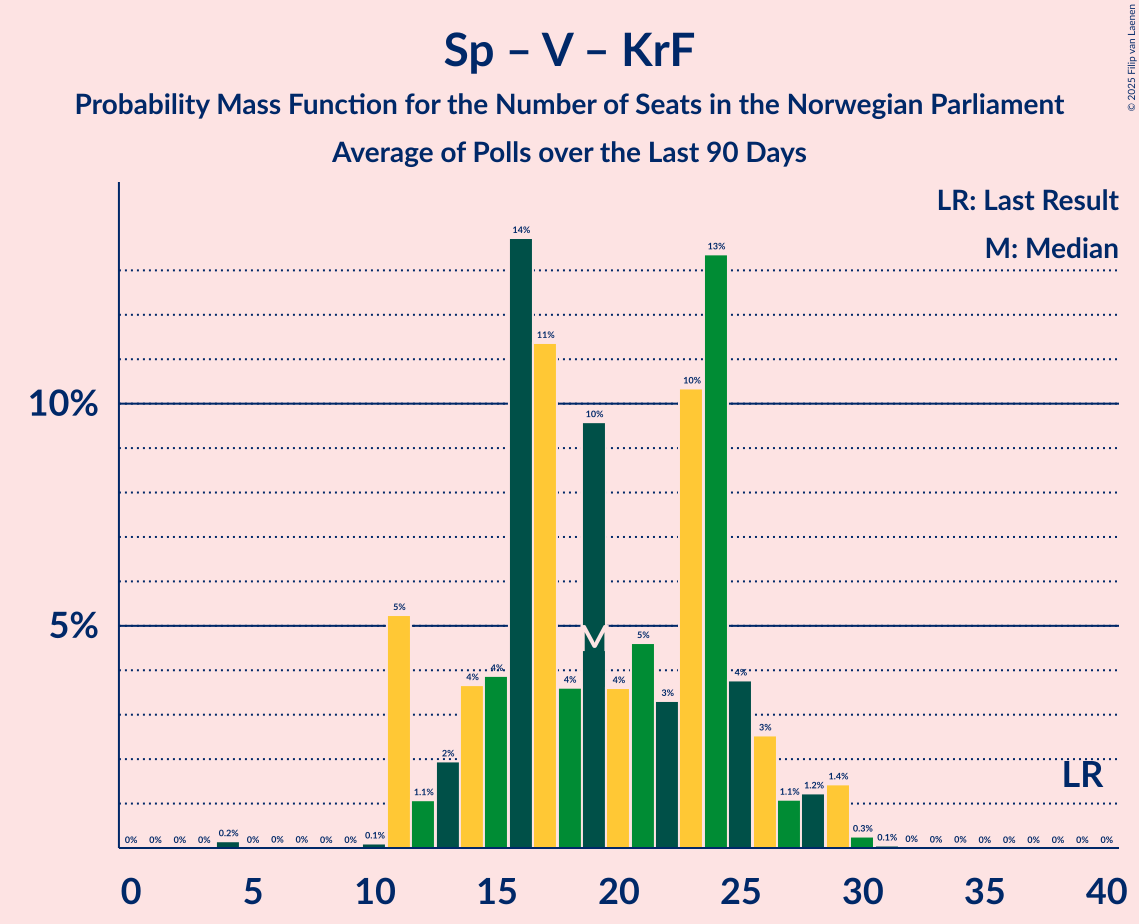 Sp – V – KrF
Probability Mass Function for the Number of Seats in the Norwegian Parliament
Average of Polls over the Last 90 Days
© 2025 Filip van Laenen
LR: Last Result
M: Median
10%
5%
0% 0% 0% 0% 0.2% 0% 0% 0% 0% 0% 0.1% 5% 1.1% 2% 4% 4% 14% 11% 4% 10% 4% 5% 3% 10% 13% 4% 3% 1.1% 1.2% 1.4% 0.3% 0.1% 0% 0% 0% 0% 0% 0% 0% 0% 0%
M
LR
0 5 10 15 20 25 30 35 40